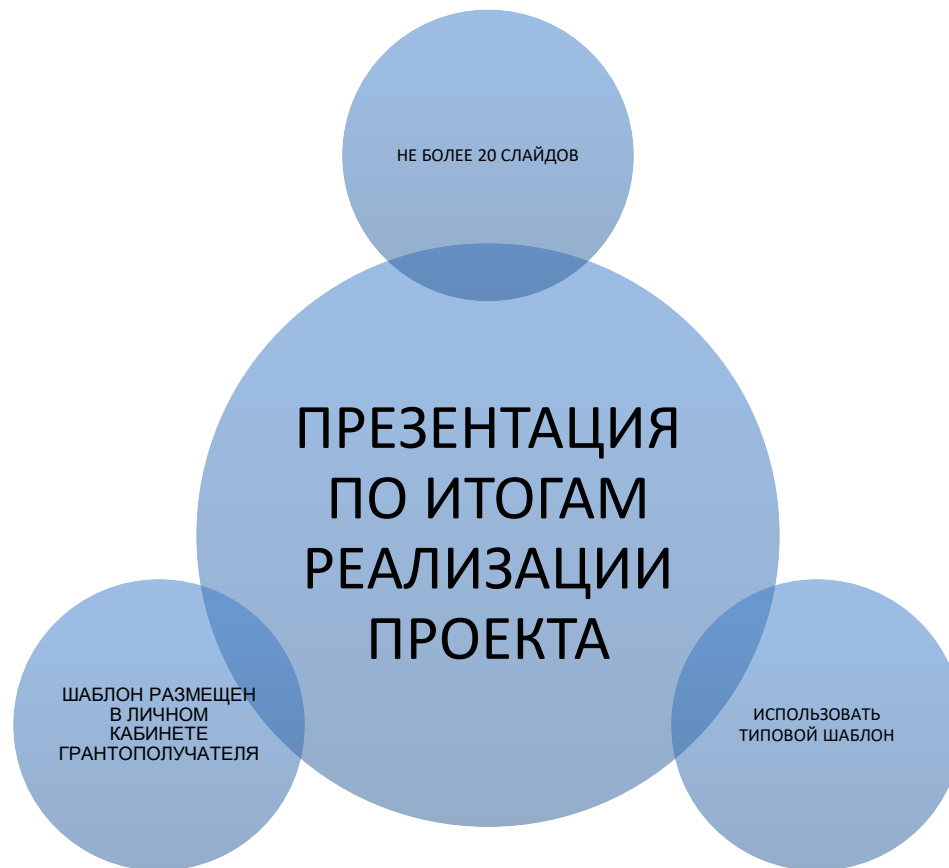 НЕ БОЛЕЕ 20 СЛАЙДОВ
ПРЕЗЕНТАЦИЯ
ПО ИТОГАМ
РЕАЛИЗАЦИИ
ПРОЕКТА
ШАБЛОН РАЗМЕЩЕН
В ЛИЧНОМ
КАБИНЕТЕ
ГРАНТОПОЛУЧАТЕЛЯ
ИСПОЛЬЗОВАТЬ
ТИПОВОЙ ШАБЛОН